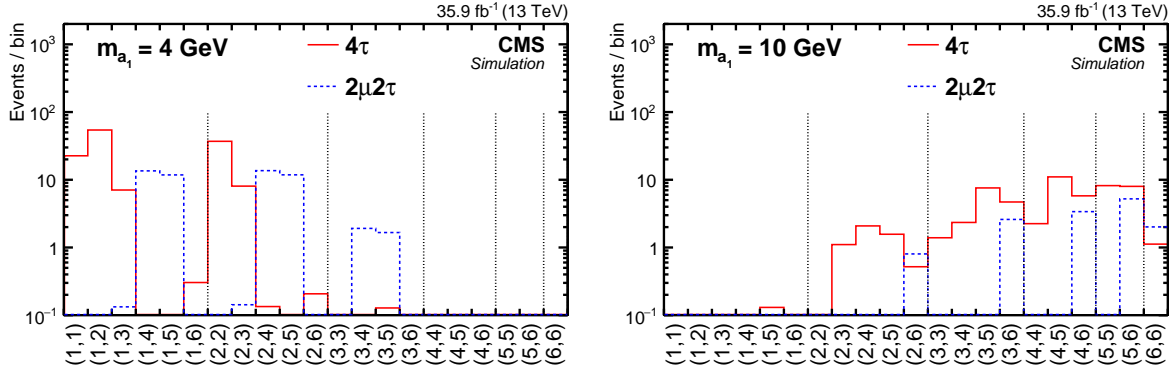 35.9 fb⁻¹ (13 TeV)
Events / bin
10³
10²
10
1
10⁻¹
mₐ₁ = 4 GeV
4τ
2μ2τ
CMS
Simulation
(1,1) (1,2) (1,3) (1,4) (1,5) (1,6) (2,2) (2,3) (2,4) (2,5) (2,6) (3,3) (3,4) (3,5) (3,6) (4,4) (4,5) (4,6) (5,5) (5,6) (6,6)
35.9 fb⁻¹ (13 TeV)
Events / bin
10³
10²
10
1
10⁻¹
mₐ₁ = 10 GeV
4τ
2μ2τ
CMS
Simulation
(1,1) (1,2) (1,3) (1,4) (1,5) (1,6) (2,2) (2,3) (2,4) (2,5) (2,6) (3,3) (3,4) (3,5) (3,6) (4,4) (4,5) (4,6) (5,5) (5,6) (6,6)